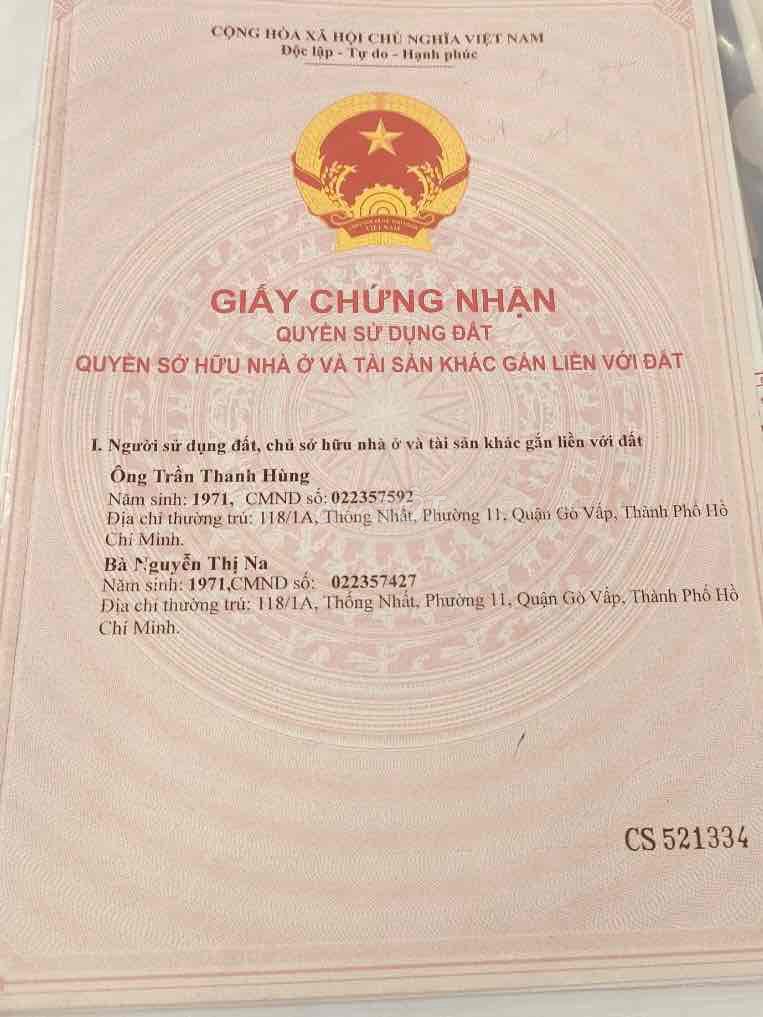 CỘNG HÒA XÃ HỘI CHỦ NGHĨA VIỆT NAM
Độc lập - Tự do - Hạnh phúc
VIỆT NAM
GIẤY CHỨNG NHẬN
QUYỀN SỬ DỤNG ĐẤT
QUYỀN SỞ HỮU NHÀ Ở VÀ TÀI SẢN KHÁC GẮN LIỀN VỚI ĐẤT
I. Người sử dụng đất, chủ sở hữu nhà ở và tài sản khác gắn liền với đất
Ông Trần Thanh Hùng
Năm sinh: 1971, CMND số: 022357592
Địa chỉ thường trú: 118/1A, Thống Nhất, Phường 11, Quận Gò Vấp, Thành Phố Hồ
Chí Minh.
Bà Nguyễn Thị Na
Năm sinh: 1971,CMND số: 022357427
Địa chỉ thường trú: 118/1A, Thống Nhất, Phường 11, Quận Gò Vấp, Thành Phố Hồ
Chí Minh.
CS 521334